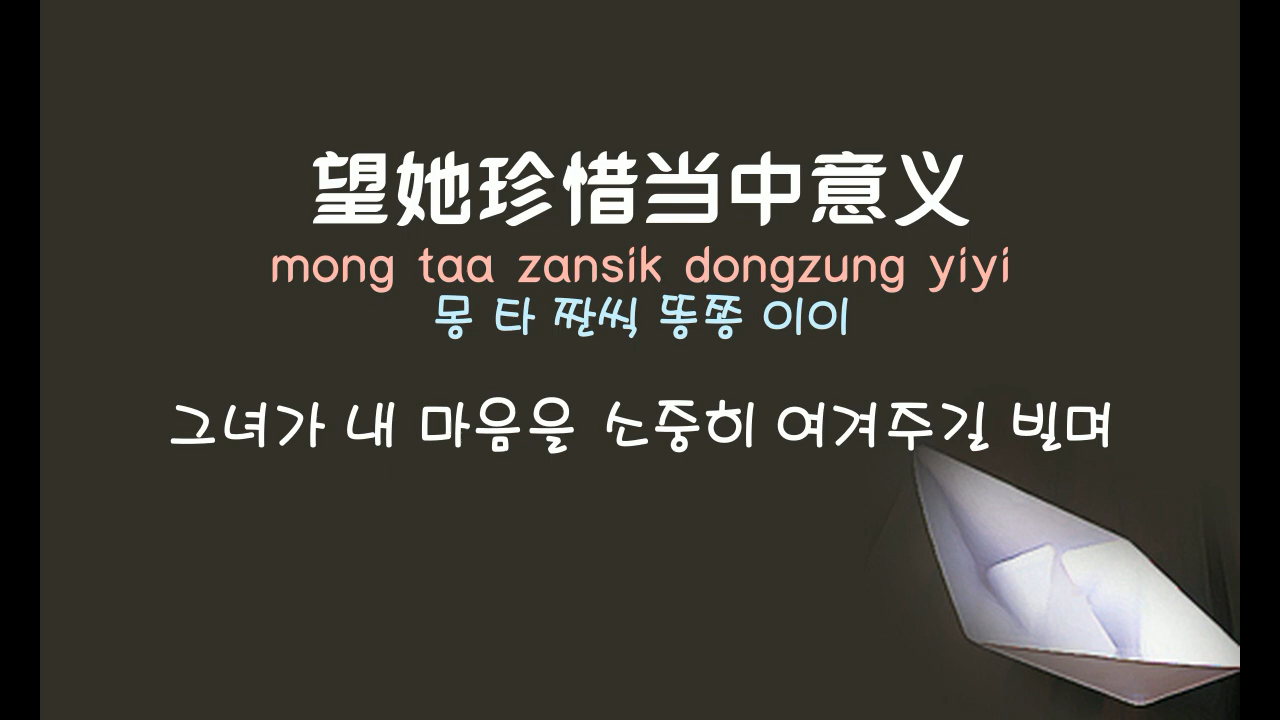 望她珍惜当中意义
mong taa zansik dongzung yiyi
몽 타 짠씩 똥쭝 이이
그녀가 내 마음을 소중히 여겨주길 빌며